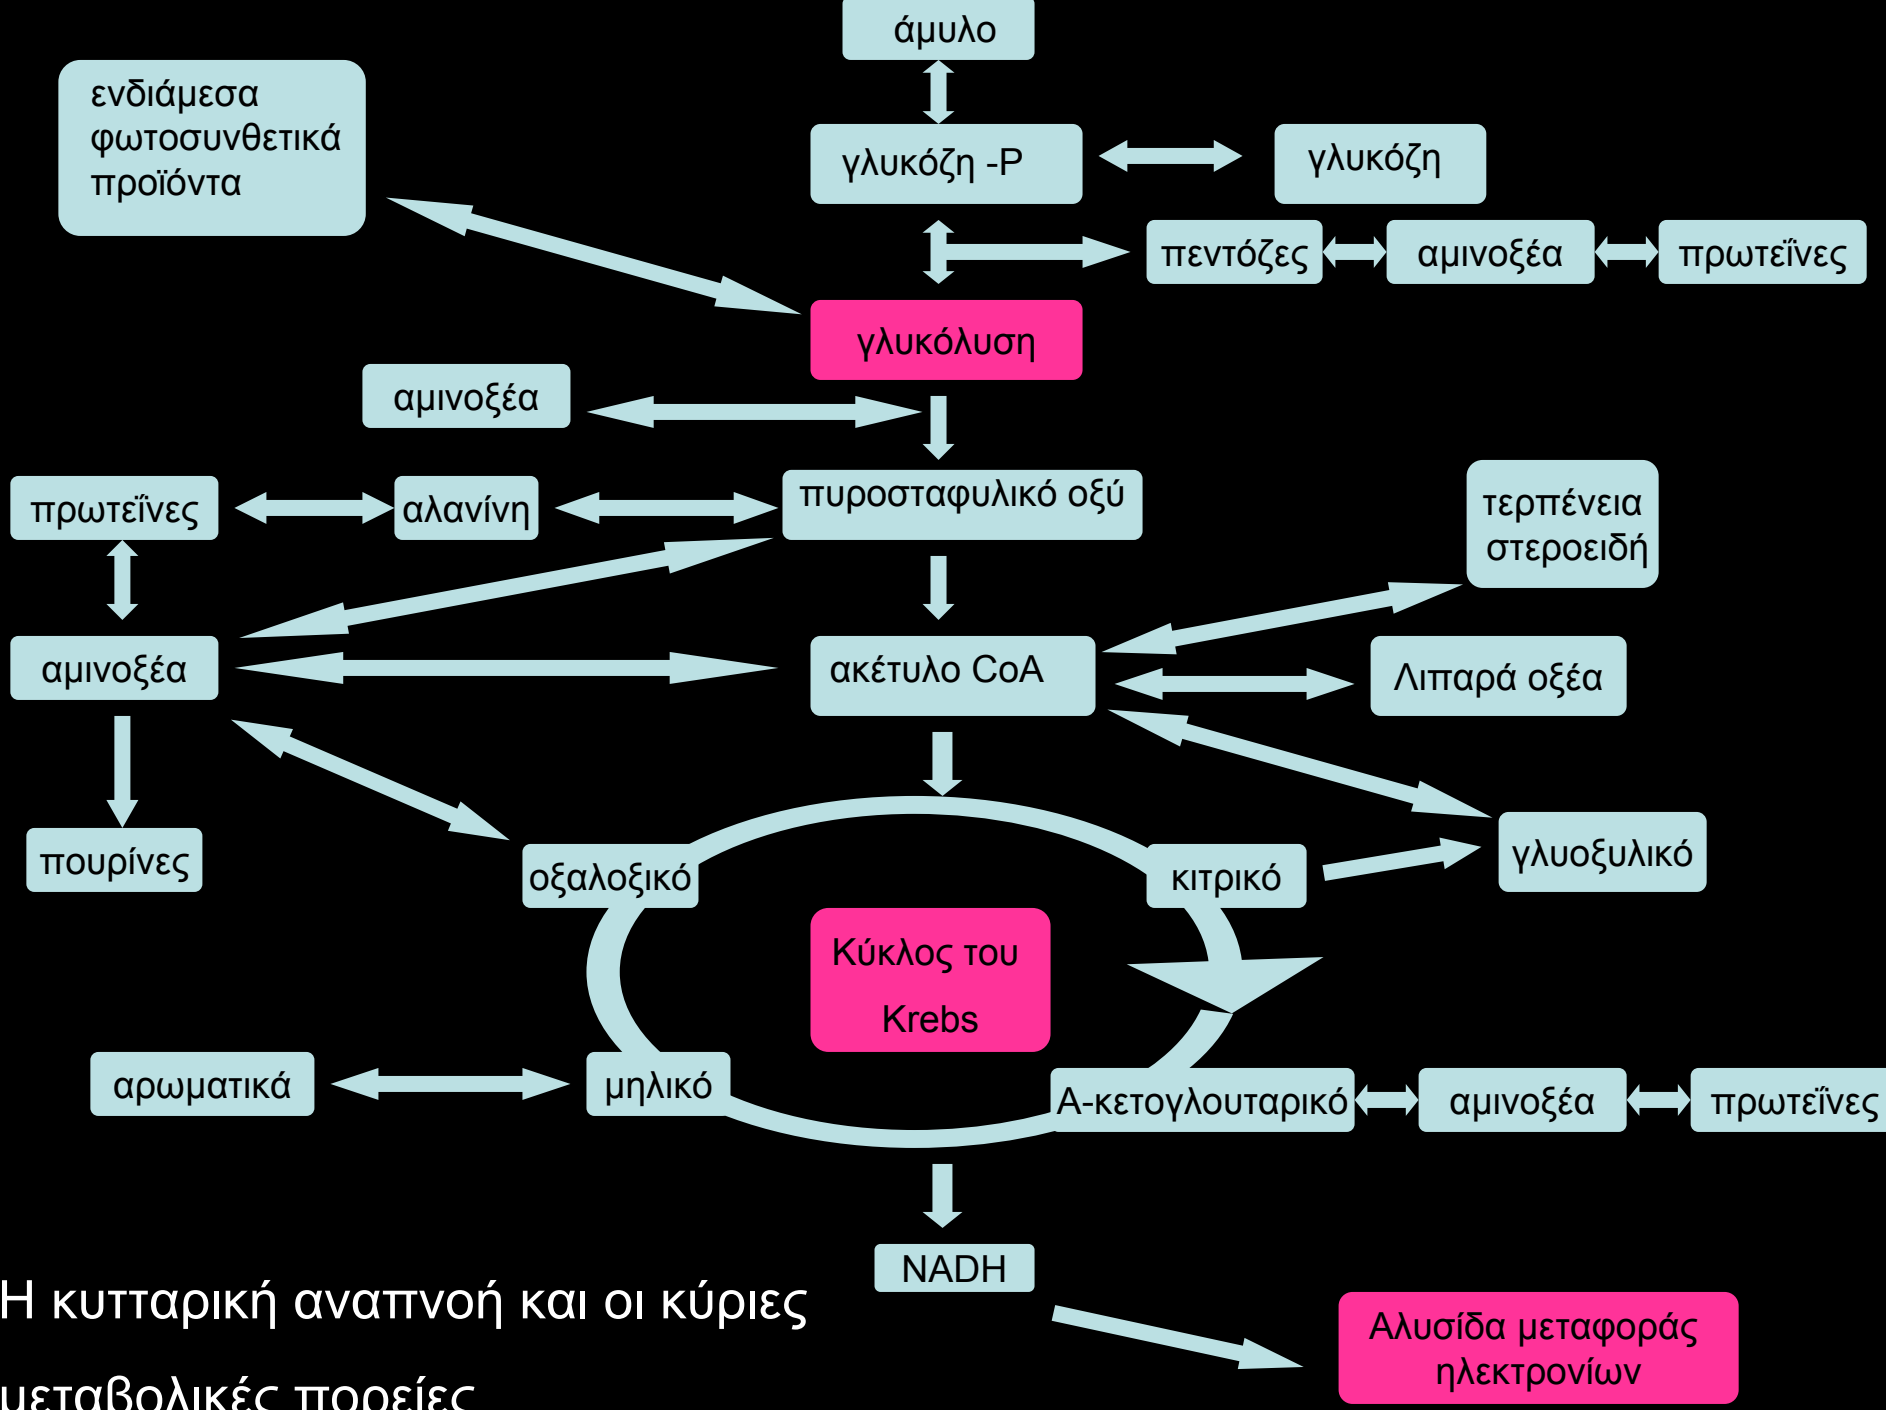 άμυλο
ενδιάμεσα
φωτοσυνθετικά
προϊόντα
γλυκόζη -P
γλυκόζη
πεντόζες
αμινοξέα
πρωτεΐνες
γλυκόλυση
αμινοξέα
πρωτεΐνες
αλανίνη
πυροσταφυλικό οξύ
τερπένεια
στεροειδή
αμινοξέα
ακέτυλο CoA
Λιπαρά οξέα
πουρίνες
οξαλοξικό
κιτρικό
γλυοξυλικό
Κύκλος του
Krebs
αρωματικά
μηλικό
Α-κετογλουταρικό
αμινοξέα
πρωτεΐνες
NADH
Η κυτταρική αναπνοή και οι κύριες
μεταβολικές πορείες
Αλυσίδα μεταφοράς
ηλεκτρονίων